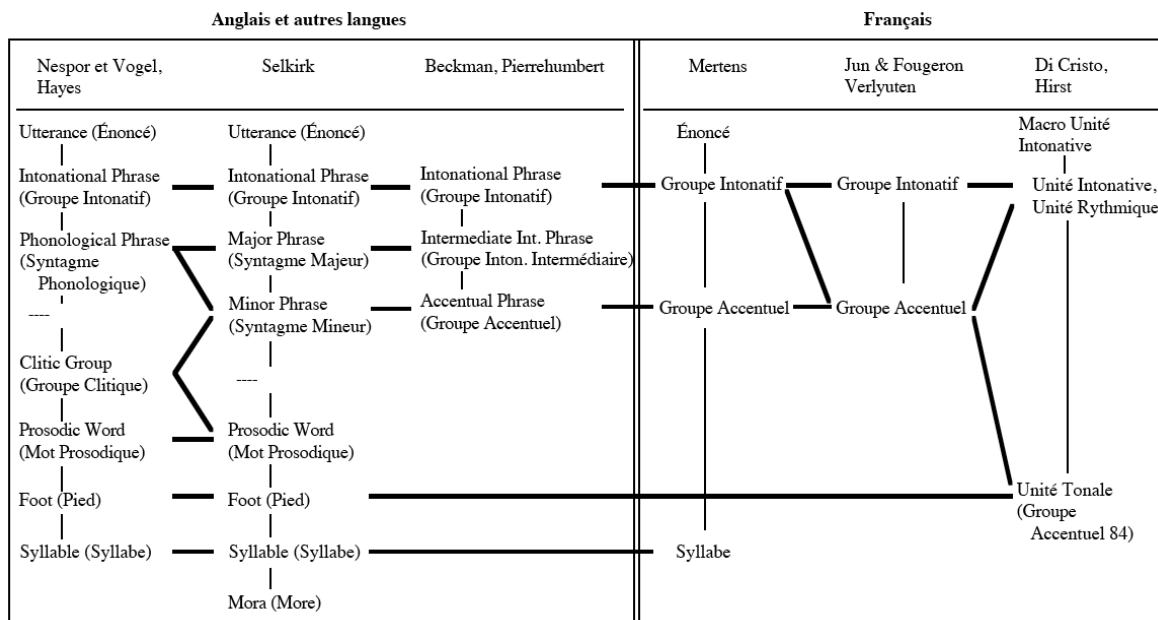 Anglais et autres langues
Français
Nespor et Vogel,
Hayes
Selkirk
Beckman, Pierrehumbert
Mertens
Jun & Fougeron
Verlyuten
Di Cristo,
Hirst
Utterance (Énoncé)
Intonational Phrase
(Groupe Intonatif)
Phonological Phrase
(Syntagme
Phonologique)
----
Clitic Group
(Groupe Clitique)
Prosodic Word
(Mot Prosodique)
Foot (Pied)
Syllable (Syllabe)
Utterance (Énoncé)
Intonational Phrase
(Groupe Intonatif)
Major Phrase
(Syntagme Majeur)
Minor Phrase
(Syntagme Mineur)
----
Prosodic Word
(Mot Prosodique)
Foot (Pied)
Syllable (Syllabe)
Mora (More)
Intonational Phrase
(Groupe Intonatif)
Intermediate Int. Phrase
(Groupe Inton. Intermédiaire)
Accentual Phrase
(Groupe Accentuel)
Énoncé
Groupe Intonatif
Groupe Accentuel
Syllabe
Groupe Intonatif
Groupe Accentuel
Macro Unité
Intonative
Unité Intonative,
Unité Rythmique
Unité Tonale
(Groupe
Accentuel 84)